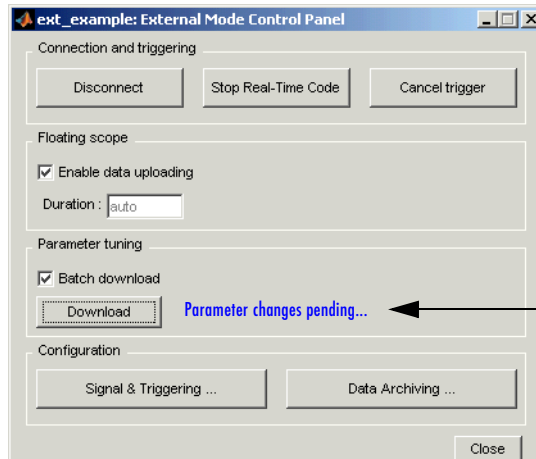 ext_example: External Mode Control Panel
Connection and triggering
Disconnect
Stop Real-Time Code
Cancel trigger
Floating scope
Enable data uploading
Duration : auto
Parameter tuning
Batch download
Download
Parameter changes pending...
Configuration
Signal & Triggering ...
Data Archiving ...
Close